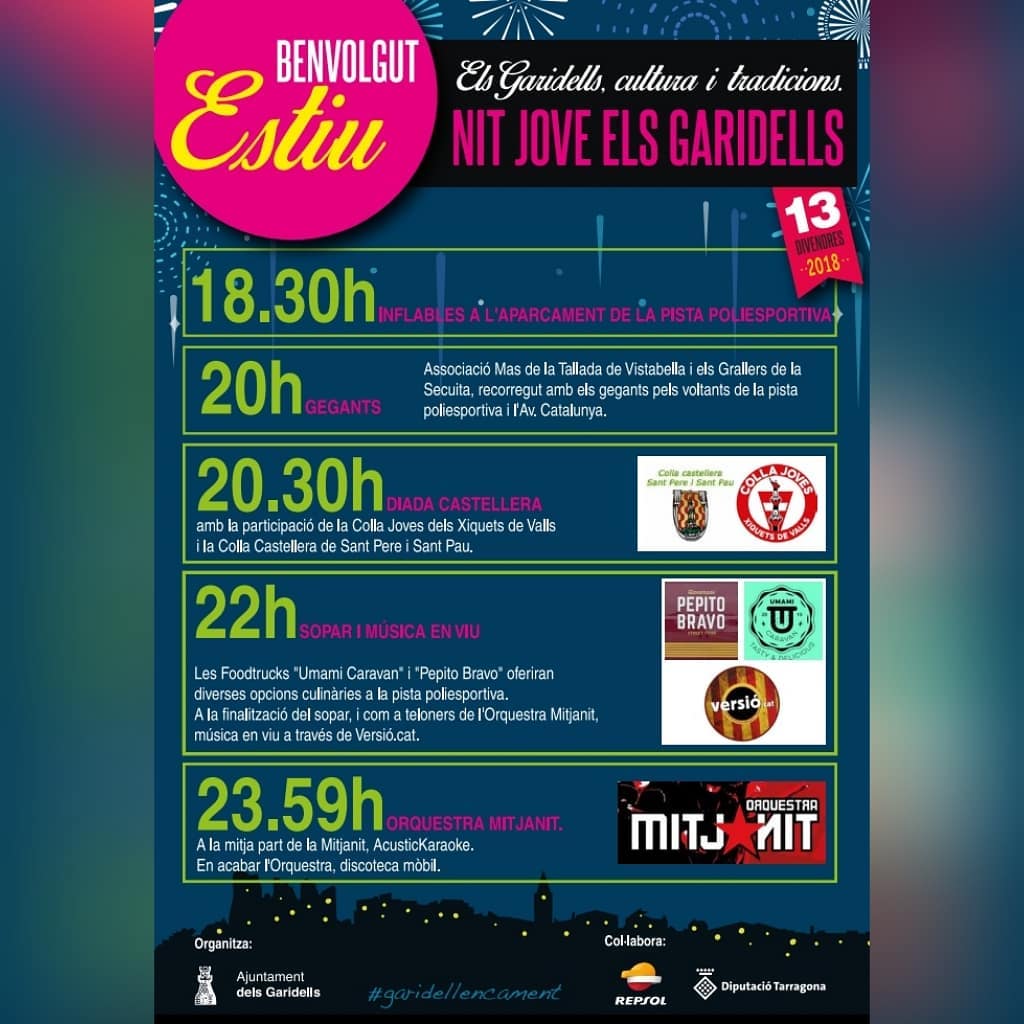 BENVOLGUT
Estiu
Els Garidells, cultura i tradicions.
NIT JOVE ELS GARIDELLS
13
DIVENDRES
·-2018-·
18.30h INFLABLES A L'APARCAMENT DE LA PISTA POLIESPORTIVA
20h GEGANTS
Associació Mas de la Tallada de Vistabella i els Grallers de la
Secuita, recorregut amb els gegants pels voltants de la pista
poliesportiva i l'Av. Catalunya.
20.30h DIADA CASTELLERA
amb la participació de la Colla Joves dels Xiquets de Valls
i la Colla Castellera de Sant Pere i Sant Pau.
Colla castellera
Sant Pere i Sant Pau
COLLA JOVES
XIQUETS DE VALLS
22h SOPAR I MÚSICA EN VIU
Les Foodtrucks "Umami Caravan" i "Pepito Bravo" oferiran
diverses opcions culinàries a la pista poliesportiva.
A la finalització del sopar, i com a teloners de l'Orquestra Mitjanit,
música en viu a través de Versió.cat.
PEPITO
BRAVO
UMAMI
U
CARAVAN
TASTY & DELICIOUS
versió.cat
23.59h ORQUESTRA MITJANIT.
A la mitja part de la Mitjanit, AcusticKaraoke.
En acabar l'Orquestra, discoteca mòbil.
ORQUESTRA
MITJANIT
Organitza:
Ajuntament
dels Garidells
#garidellencament
Col·labora:
REPSOL
Diputació Tarragona